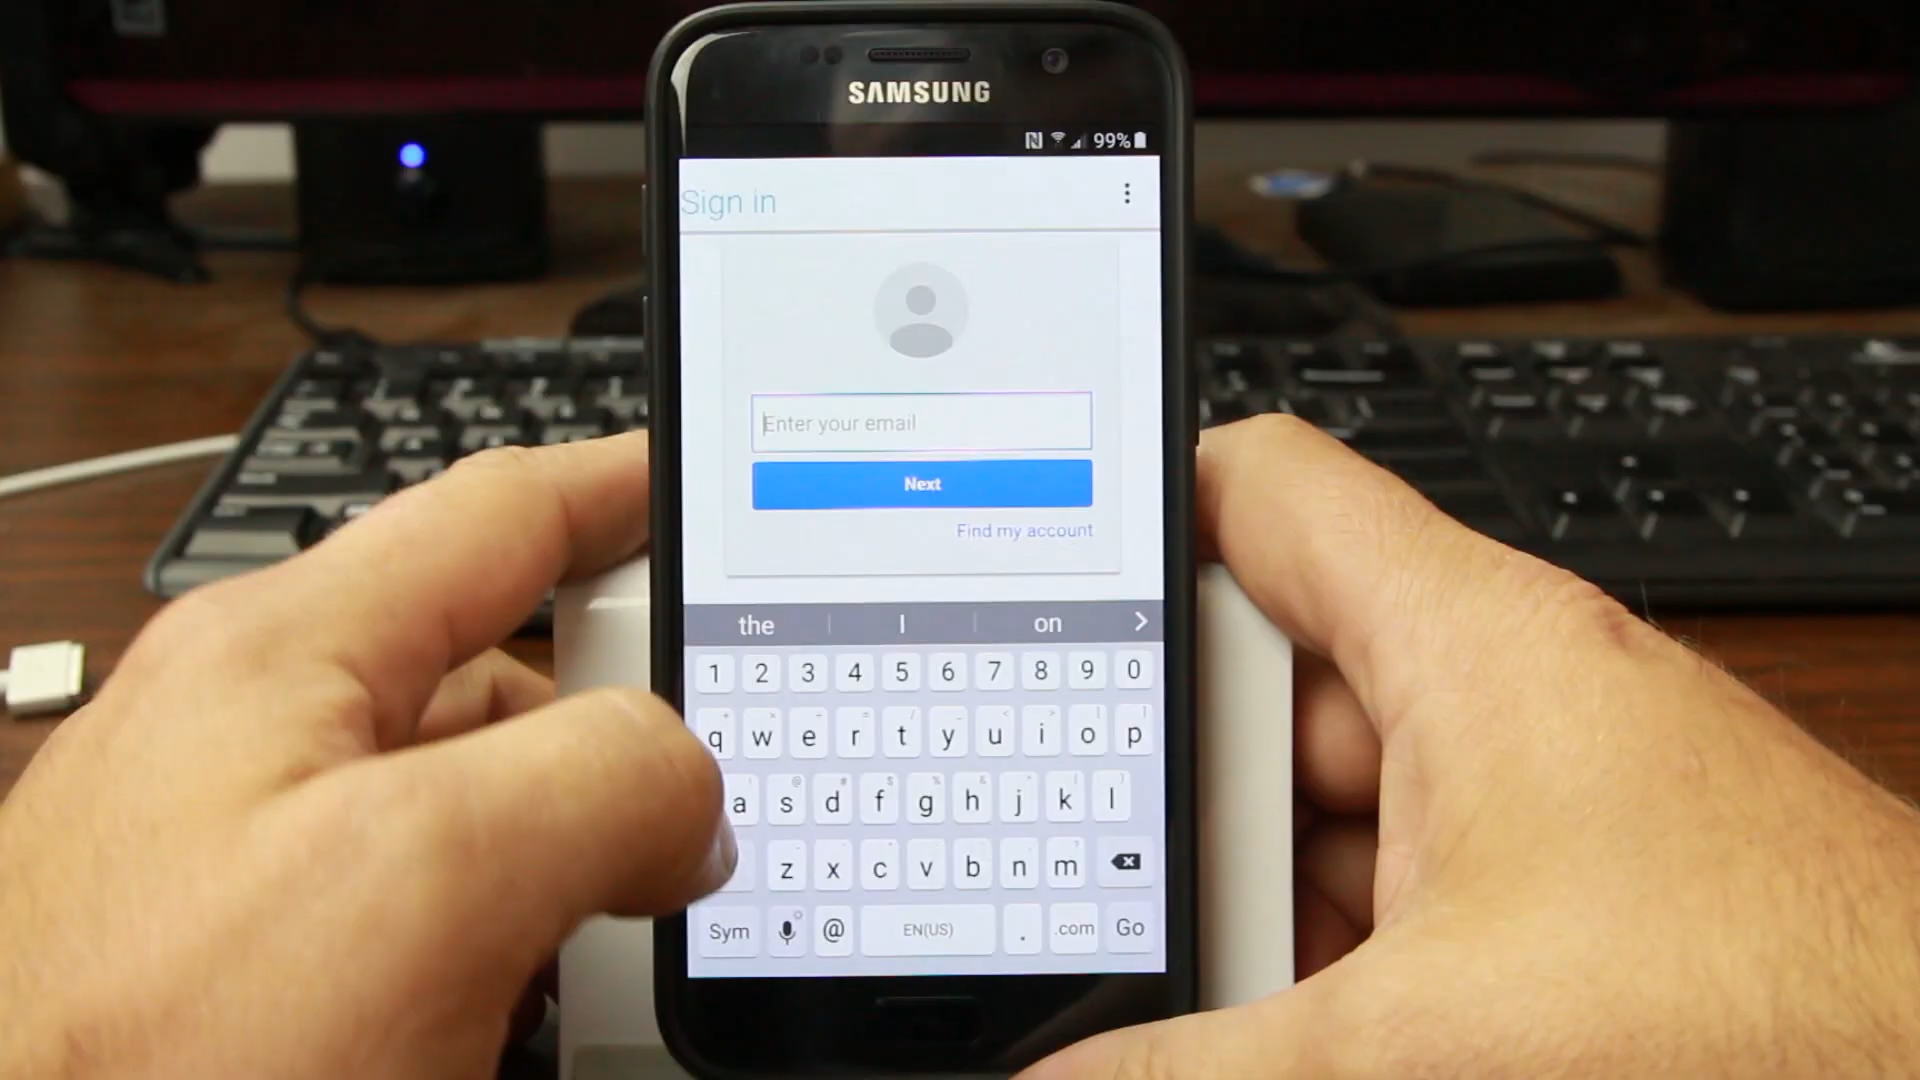 SAMSUNG
99%
Sign in
Enter your email
Next
Find my account
the I on
1 2 3 4 5 6 7 8 9 0
q w e r t y u i o p
a s d f g h j k l
z x c v b n m
Sym @ EN(US) . .com Go